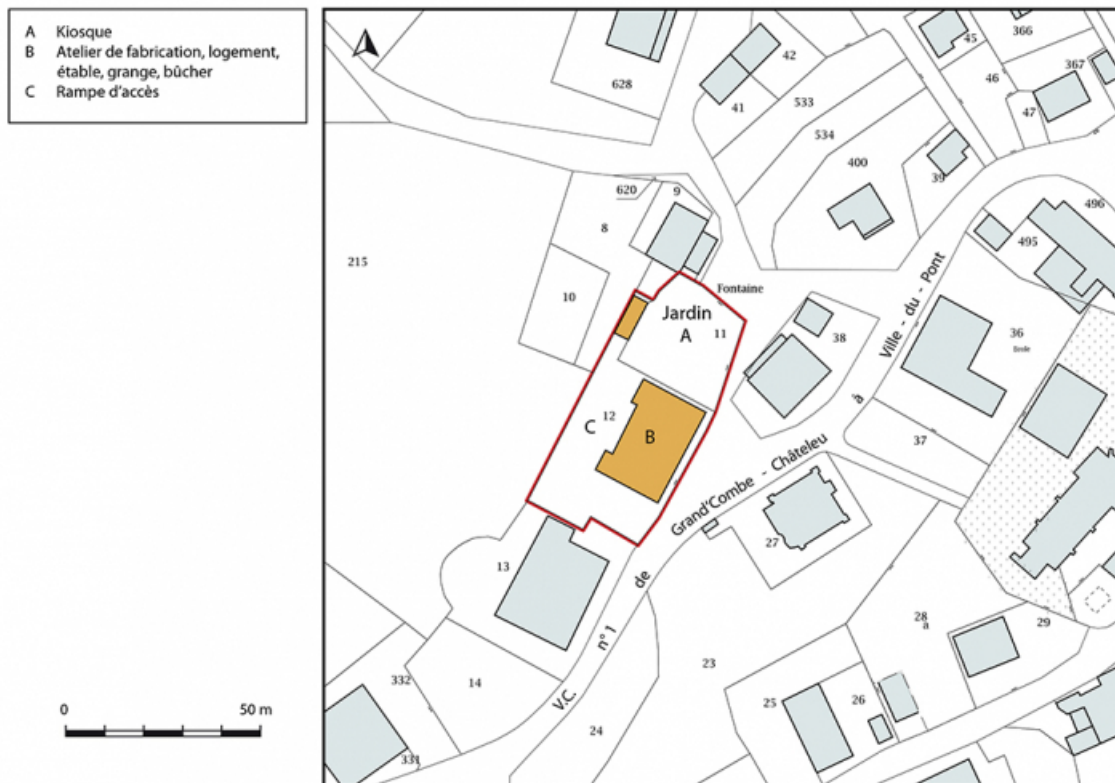 A Kiosque
B Atelier de fabrication, logement,
étable, grange, bûcher
C Rampe d'accès
0 50 m
628
42
41
533
534
400
45
366
46
367
47
39
496
495
620
9
8
215
10
Fontaine
Jardin
A
11
38
36
Ecole
12
C
B
37
V.C. n° 1 de Grand'Combe - Châteleu à Ville - du - Pont
27
13
28
a
29
23
332
14
25
26
24
331